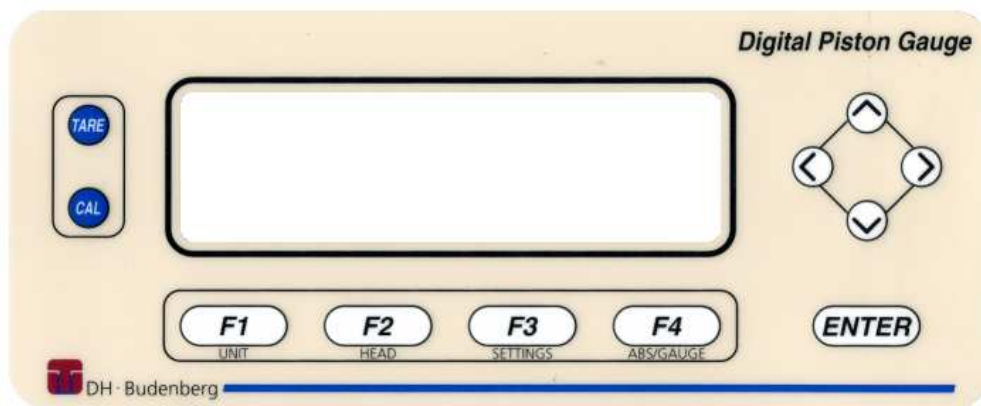 Digital Piston Gauge
TARE
CAL
F1 F2 F3 F4
UNIT HEAD SETTINGS ABS/GAUGE
ENTER
DH · Budenberg